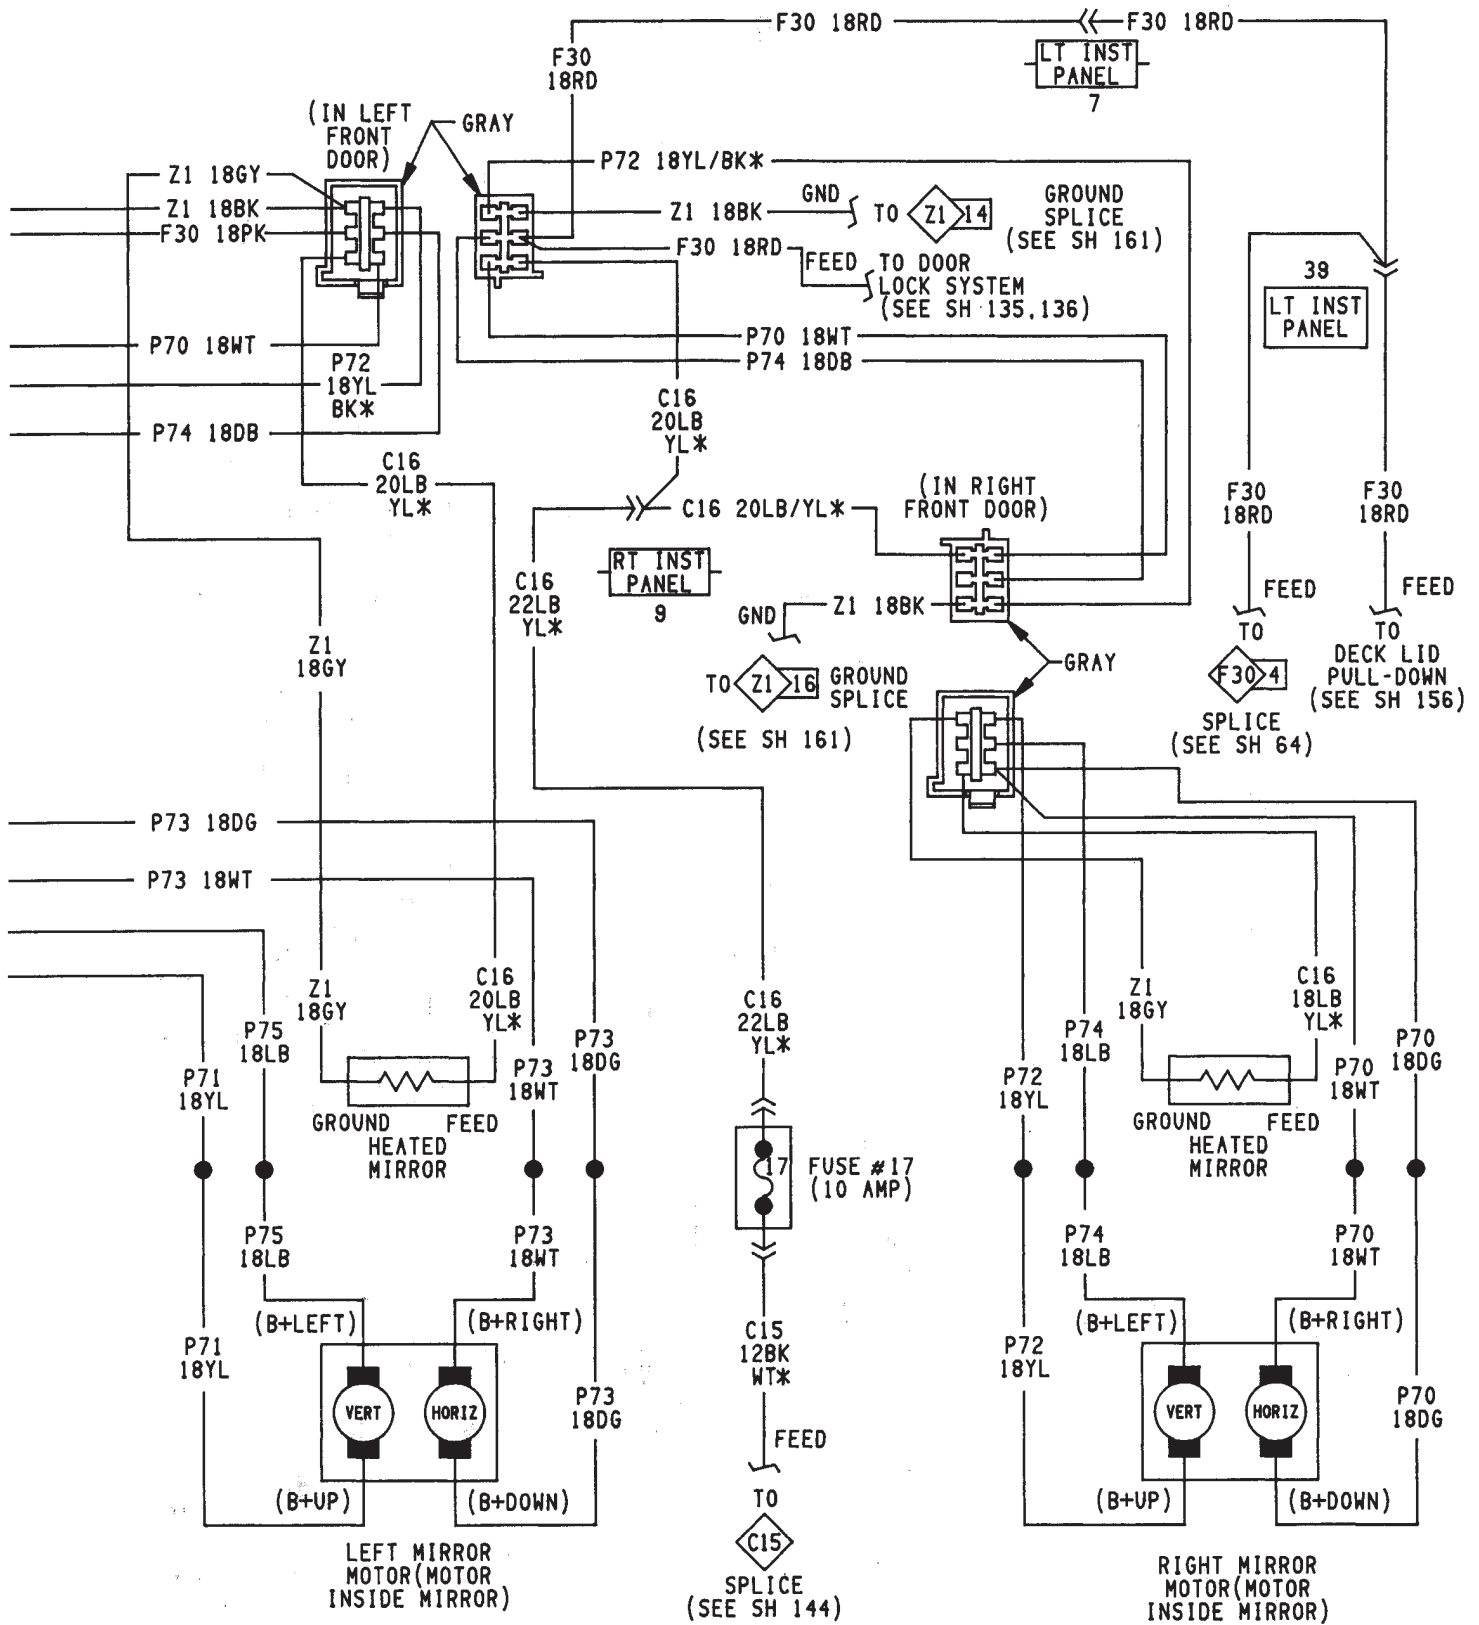 F30 18RD
F30 18RD
F30
18RD
LT INST
PANEL
7
(IN LEFT
FRONT
DOOR)
GRAY
Z1 18GY
Z1 18BK
F30 18PK
P72 18YL/BK*
Z1 18BK
GND
TO
Z1
14
GROUND
SPLICE
(SEE SH 161)
F30 18RD
FEED
TO DOOR
LOCK SYSTEM
(SEE SH 135,136)
39
LT INST
PANEL
P70 18WT
P72
18YL
BK*
P74 18DB
P70 18WT
P74 18DB
C16
20LB
YL*
C16
20LB
YL*
C16 20LB/YL*
(IN RIGHT
FRONT DOOR)
F30
18RD
F30
18RD
RT INST
PANEL
9
C16
22LB
YL*
GND
Z1 18BK
FEED
FEED
TO
TO
DECK LID
PULL-DOWN
(SEE SH 156)
F30
4
SPLICE
(SEE SH 64)
Z1
18GY
TO
Z1
16
GROUND
SPLICE
(SEE SH 161)
GRAY
P73 18DG
P73 18WT
Z1
18GY
C16
20LB
YL*
P75
18LB
P71
18YL
P73
18WT
P73
18DG
C16
22LB
YL*
Z1
18GY
C16
18LB
YL*
P72
18YL
P74
18LB
P70
18WT
P70
18DG
GROUND
FEED
HEATED
MIRROR
17
FUSE #17
(10 AMP)
GROUND
FEED
HEATED
MIRROR
P75
18LB
P73
18WT
P74
18LB
P70
18WT
(B+LEFT)
(B+RIGHT)
(B+LEFT)
(B+RIGHT)
P71
18YL
C15
12BK
WT*
P72
18YL
VERT
HORIZ
P73
18DG
VERT
HORIZ
P70
18DG
FEED
(B+UP)
(B+DOWN)
TO
(B+UP)
(B+DOWN)
C15
SPLICE
(SEE SH 144)
LEFT MIRROR
MOTOR(MOTOR
INSIDE MIRROR)
RIGHT MIRROR
MOTOR(MOTOR
INSIDE MIRROR)